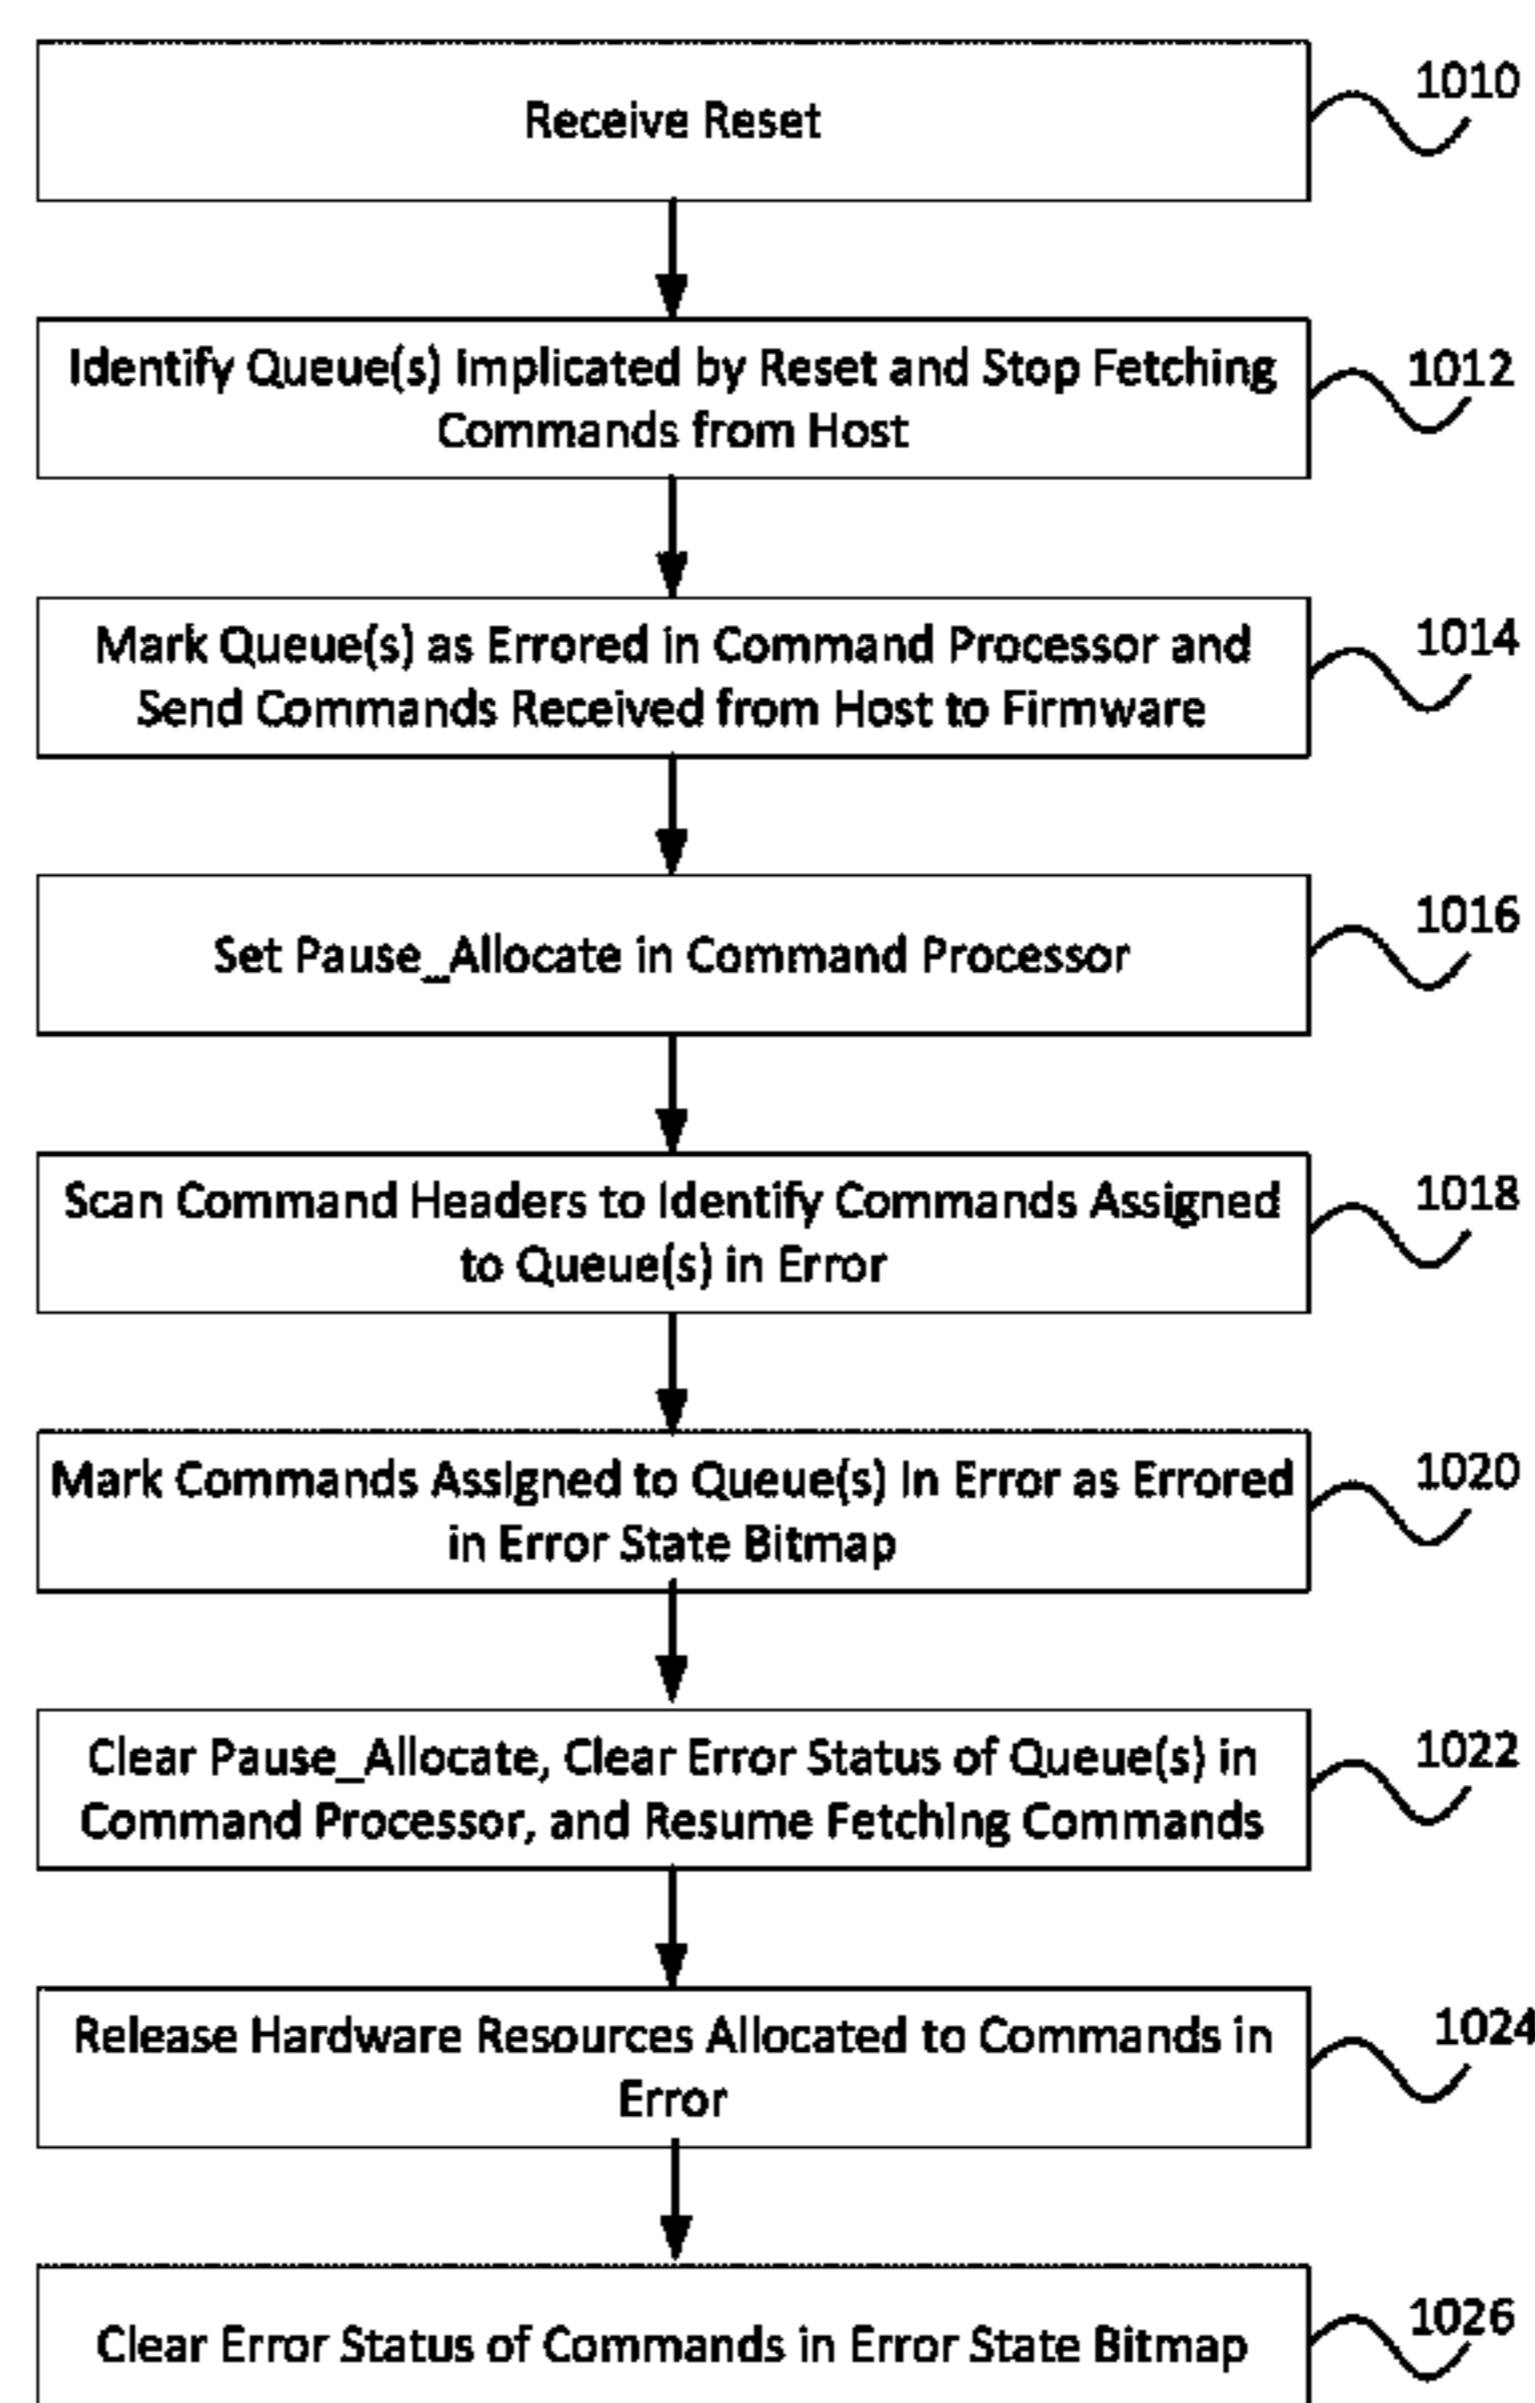 Receive Reset
1010
Identify Queue(s) Implicated by Reset and Stop Fetching
Commands from Host
1012
Mark Queue(s) as Errored in Command Processor and
Send Commands Received from Host to Firmware
1014
Set Pause_Allocate in Command Processor
1016
Scan Command Headers to Identify Commands Assigned
to Queue(s) in Error
1018
Mark Commands Assigned to Queue(s) in Error as Errored
in Error State Bitmap
1020
Clear Pause_Allocate, Clear Error Status of Queue(s) in
Command Processor, and Resume Fetching Commands
1022
Release Hardware Resources Allocated to Commands in
Error
1024
Clear Error Status of Commands in Error State Bitmap
1026